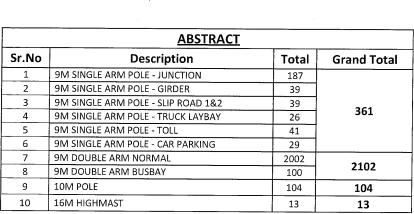 ABSTRACT
Sr.No Description Total Grand Total
1 9M SINGLE ARM POLE - JUNCTION 187
2 9M SINGLE ARM POLE - GIRDER 39
3 9M SINGLE ARM POLE - SLIP ROAD 1&2 39
4 9M SINGLE ARM POLE - TRUCK LAYBAY 26
5 9M SINGLE ARM POLE - TOLL 41
6 9M SINGLE ARM POLE - CAR PARKING 29
361
7 9M DOUBLE ARM NORMAL 2002
8 9M DOUBLE ARM BUSBAY 100
2102
9 10M POLE 104 104
10 16M HIGHMAST 13 13